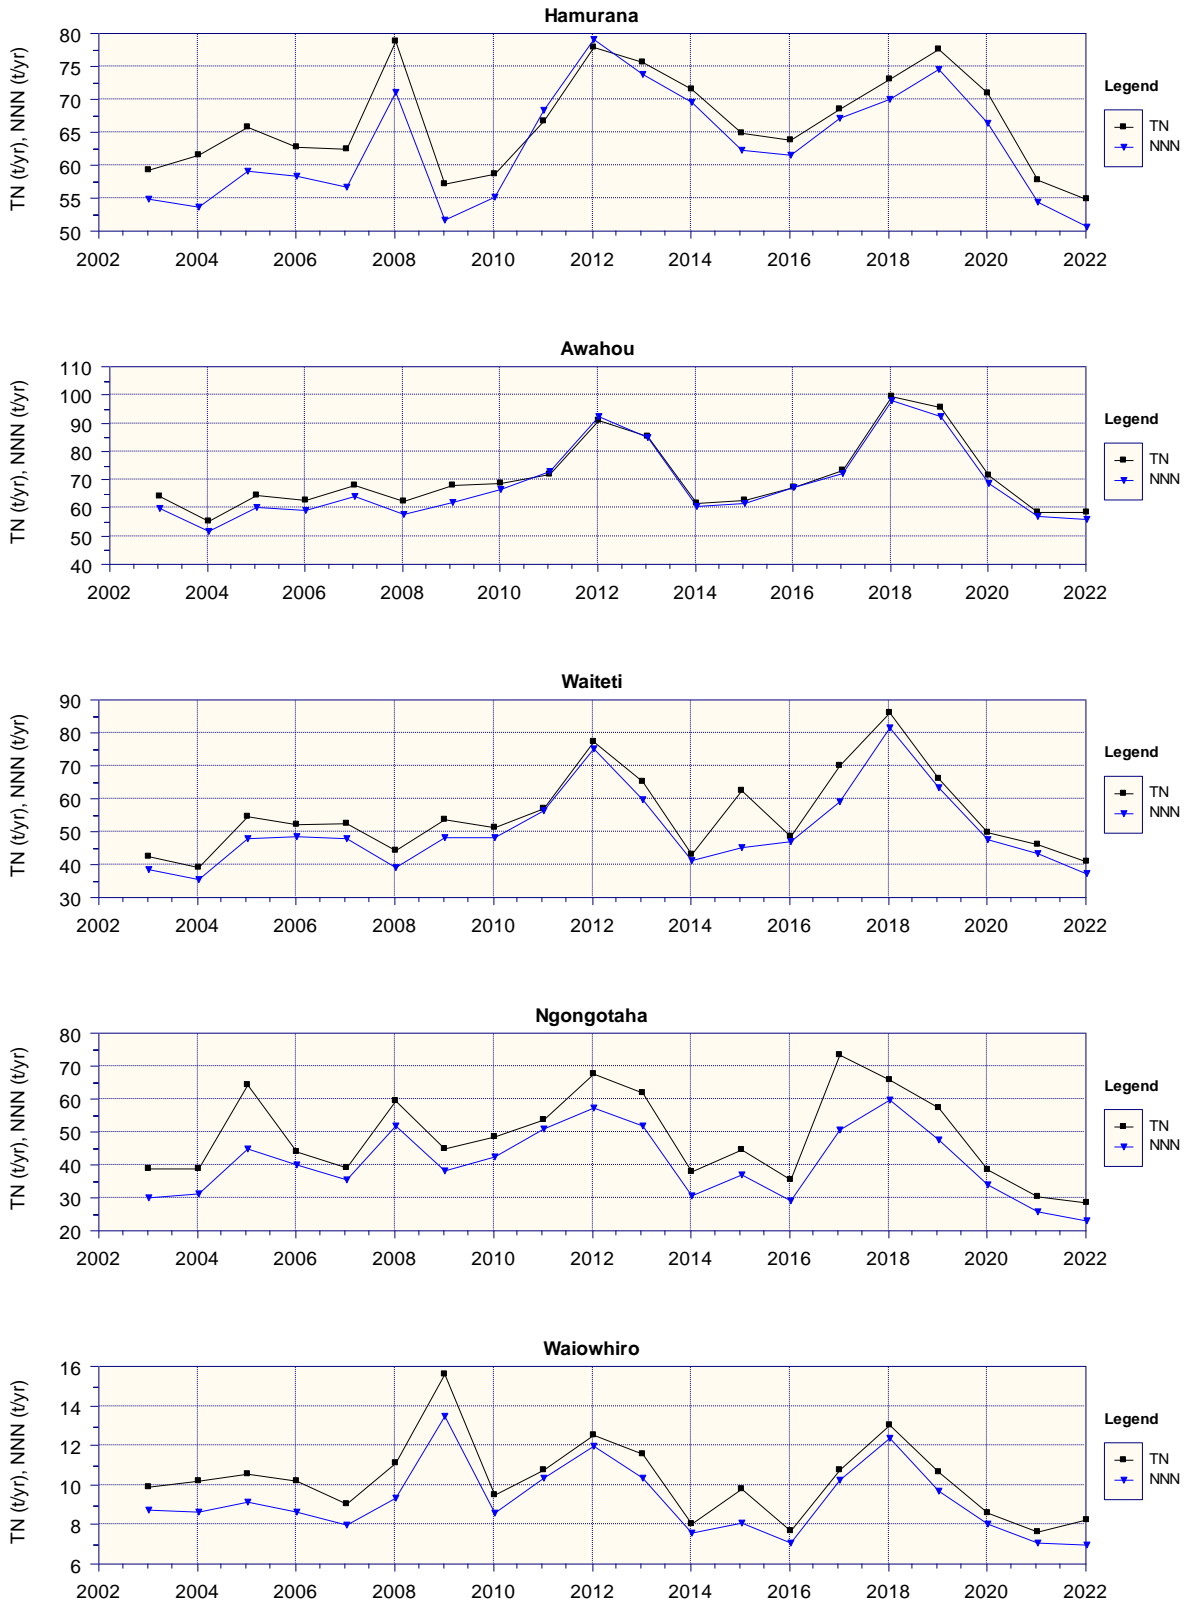 Hamurana
TN (t/yr), NNN (t/yr)
80
75
70
65
60
55
50
2002 2004 2006 2008 2010 2012 2014 2016 2018 2020 2022
Legend
TN
NNN
Awahou
TN (t/yr), NNN (t/yr)
110
100
90
80
70
60
50
40
2002 2004 2006 2008 2010 2012 2014 2016 2018 2020 2022
Legend
TN
NNN
Waiteti
TN (t/yr), NNN (t/yr)
90
80
70
60
50
40
30
2002 2004 2006 2008 2010 2012 2014 2016 2018 2020 2022
Legend
TN
NNN
Ngongotaha
TN (t/yr), NNN (t/yr)
80
70
60
50
40
30
20
2002 2004 2006 2008 2010 2012 2014 2016 2018 2020 2022
Legend
TN
NNN
Waiowhiro
TN (t/yr), NNN (t/yr)
16
14
12
10
8
6
2002 2004 2006 2008 2010 2012 2014 2016 2018 2020 2022
Legend
TN
NNN